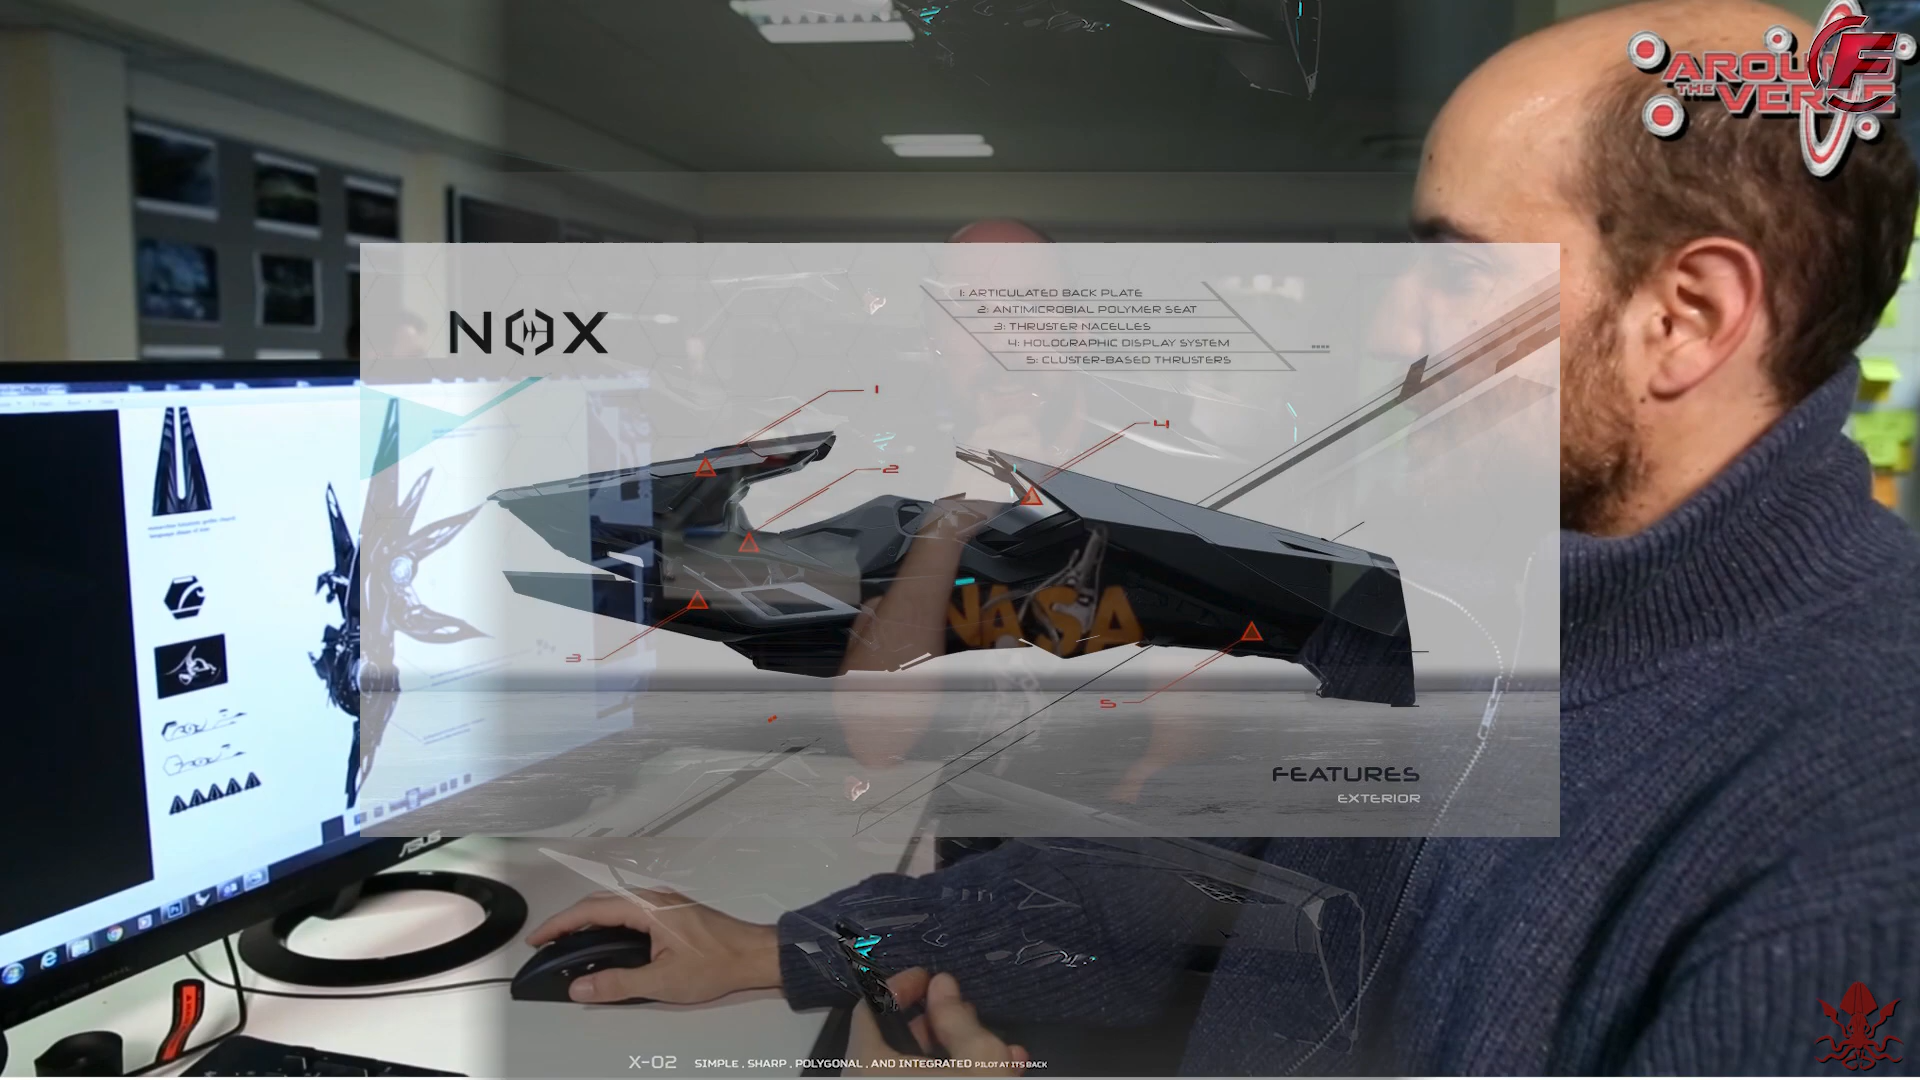 AROUND
THE VERSE
F
NOX
1: ARTICULATED BACK PLATE
2: ANTIMICROBIAL POLYMER SEAT
3: THRUSTER NACELLES
4: HOLOGRAPHIC DISPLAY SYSTEM
5: CLUSTER-BASED THRUSTERS
1
2
4
3
5
NASA
FEATURES
EXTERIOR
ASUS
X-02 SIMPLE , SHARP , POLYGONAL , AND INTEGRATED PILOT AT ITS BACK